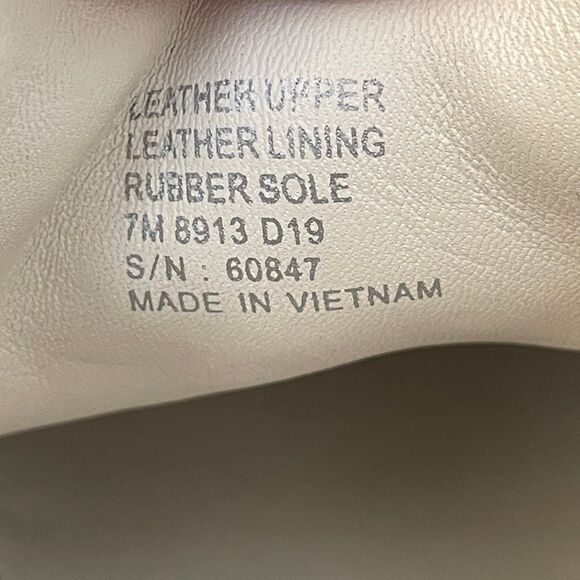 LEATHER UPPER
LEATHER LINING
RUBBER SOLE
7M 8913 D19
S/N : 60847
MADE IN VIETNAM